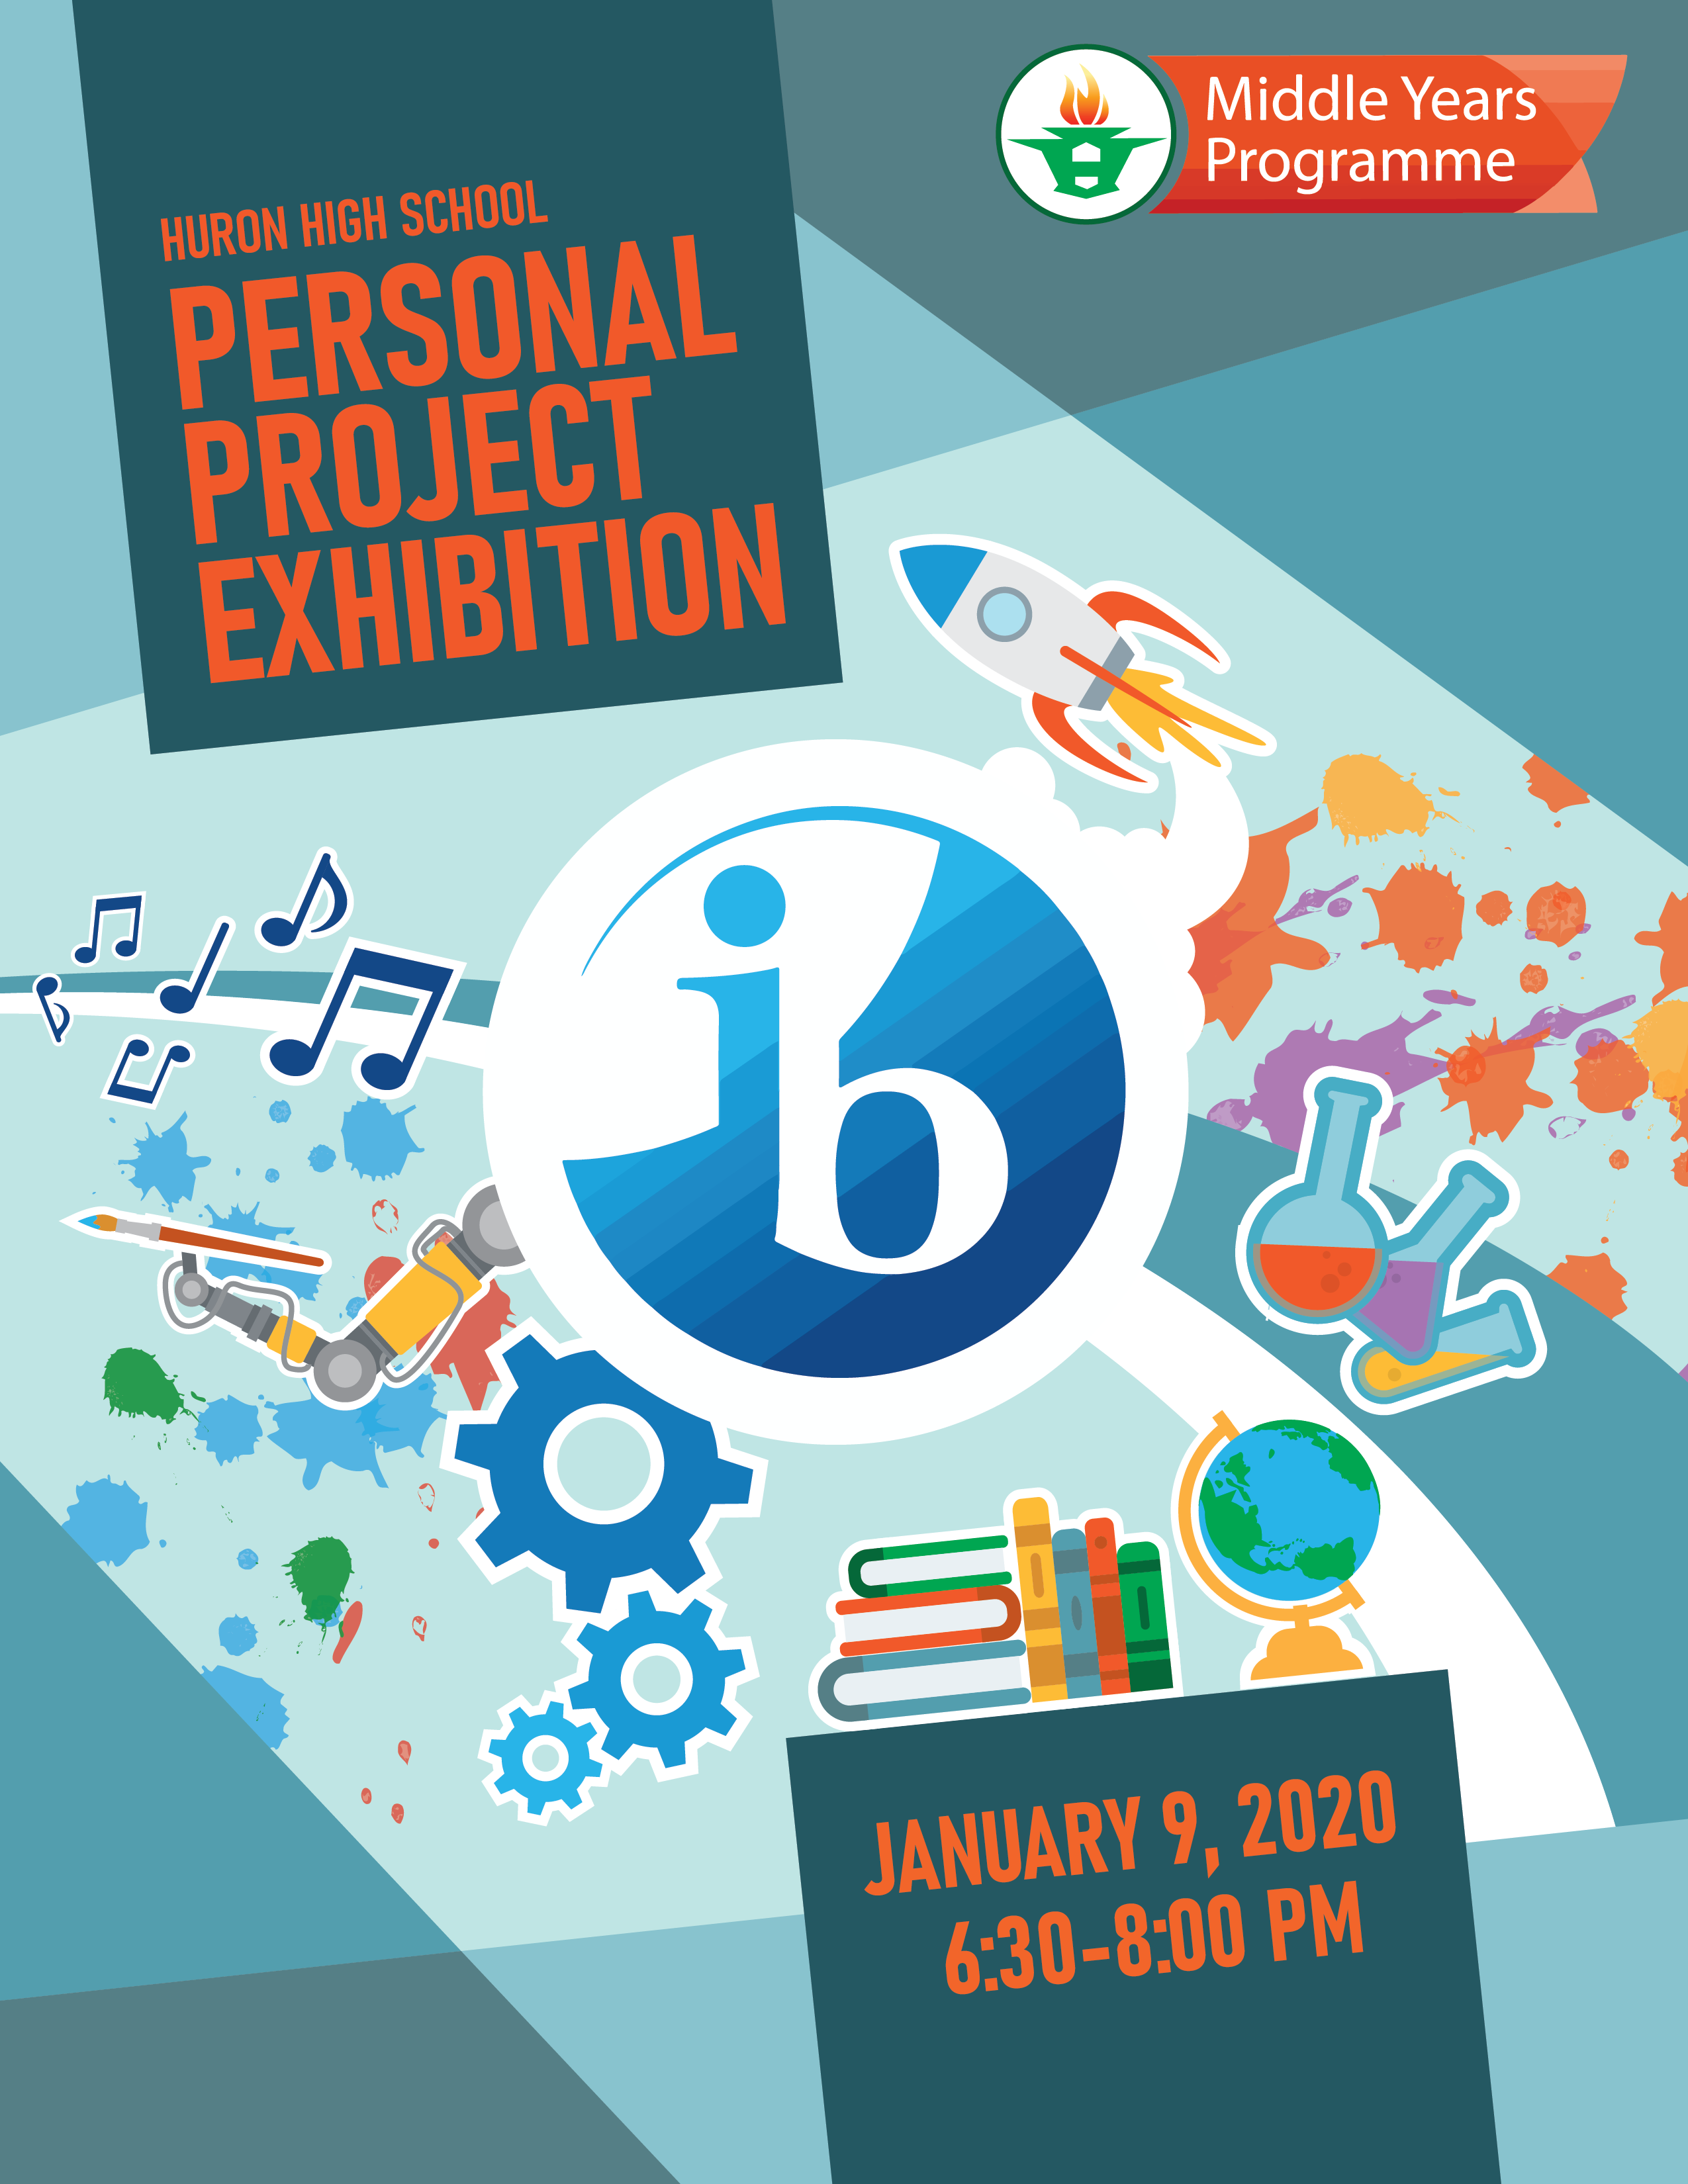 Middle Years
Programme
HURON HIGH SCHOOL
PERSONAL
PROJECT
EXHIBITION
ib
JANUARY 9, 2020
6:30-8:00 PM